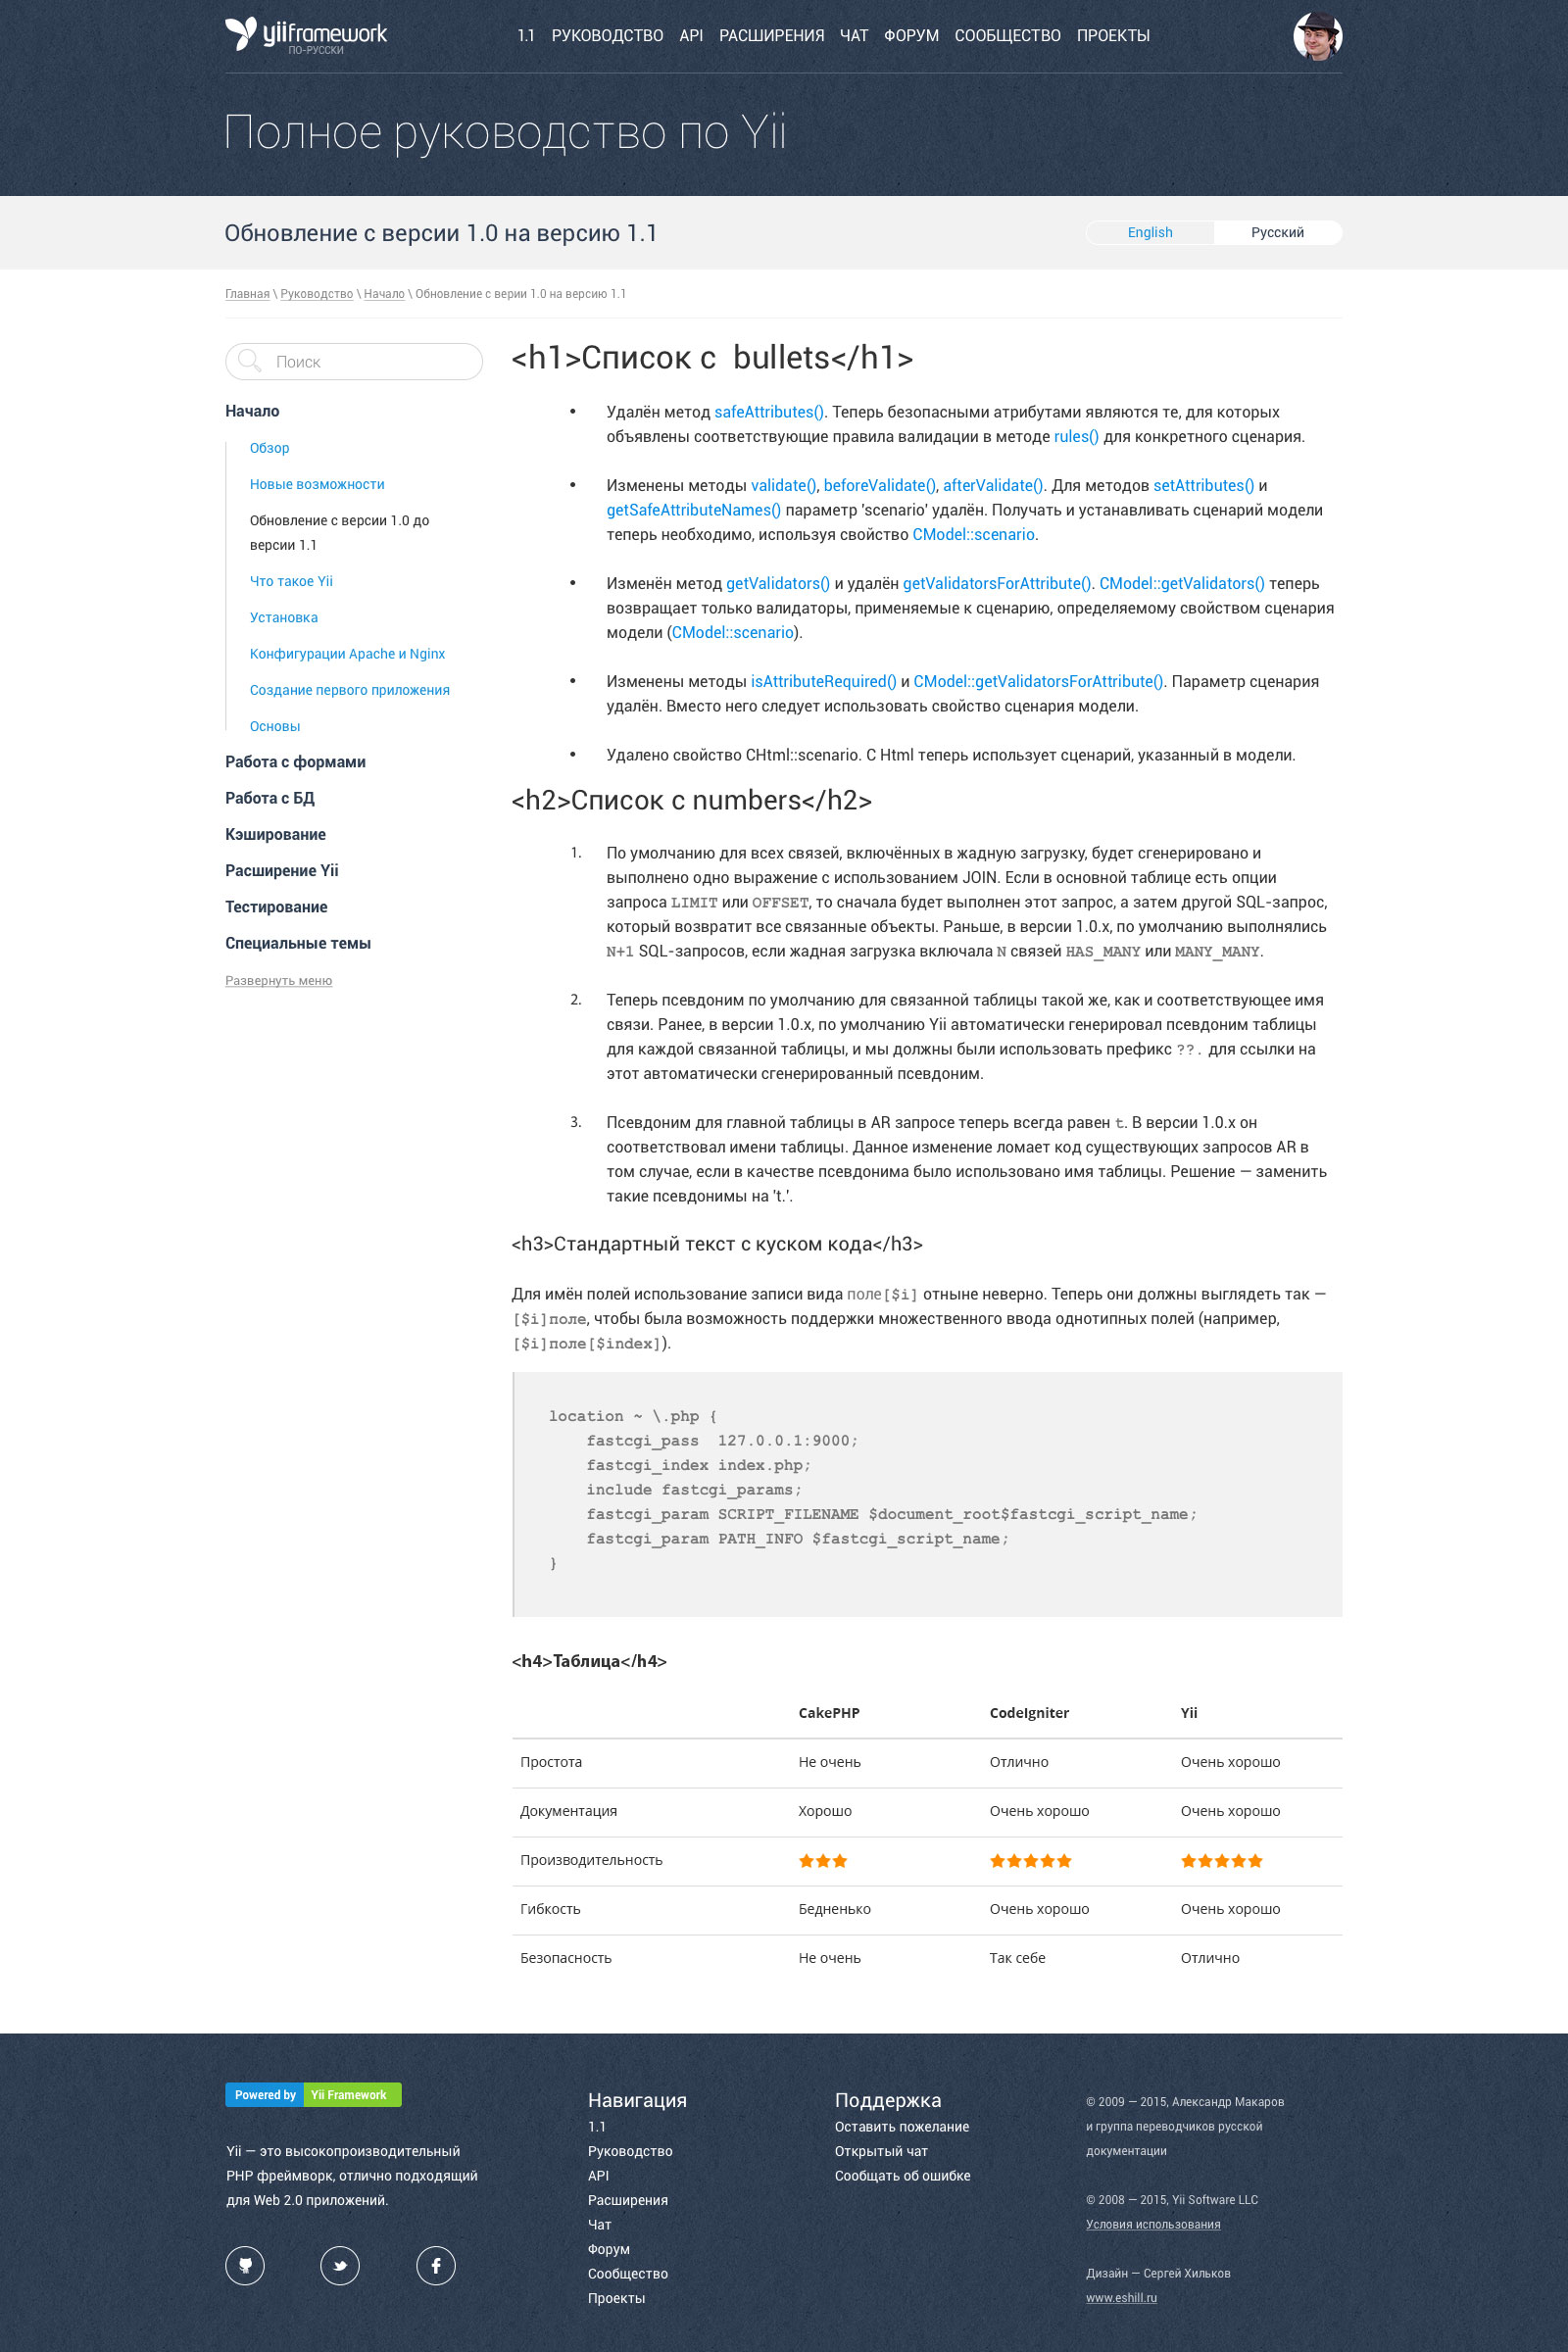 yiiframework
ПО-РУССКИ
1.1 РУКОВОДСТВО API РАСШИРЕНИЯ ЧАТ ФОРУМ СООБЩЕСТВО ПРОЕКТЫ
Полное руководство по Yii
Обновление с версии 1.0 на версию 1.1
English Русский
Главная \ Руководство \ Начало \ Обновление с верии 1.0 на версию 1.1
Поиск
Начало
Обзор
Новые возможности
Обновление с версии 1.0 до
версии 1.1
Что такое Yii
Установка
Конфигурации Apache и Nginx
Создание первого приложения
Основы
Работа с формами
Работа с БД
Кэширование
Расширение Yii
Тестирование
Специальные темы
Развернуть меню
<h1>Список с  bullets</h1>
• Удалён метод safeAttributes(). Теперь безопасными атрибутами являются те, для которых
объявлены соответствующие правила валидации в методе rules() для конкретного сценария.
• Изменены методы validate(), beforeValidate(), afterValidate(). Для методов setAttributes() и
getSafeAttributeNames() параметр 'scenario' удалён. Получать и устанавливать сценарий модели
теперь необходимо, используя свойство CModel::scenario.
• Изменён метод getValidators() и удалён getValidatorsForAttribute(). CModel::getValidators() теперь
возвращает только валидаторы, применяемые к сценарию, определяемому свойством сценария
модели (CModel::scenario).
• Изменены методы isAttributeRequired() и CModel::getValidatorsForAttribute(). Параметр сценария
удалён. Вместо него следует использовать свойство сценария модели.
• Удалено свойство CHtml::scenario. C Html теперь использует сценарий, указанный в модели.
<h2>Список с numbers</h2>
1. По умолчанию для всех связей, включённых в жадную загрузку, будет сгенерировано и
выполнено одно выражение с использованием JOIN. Если в основной таблице есть опции
запроса LIMIT или OFFSET, то сначала будет выполнен этот запрос, а затем другой SQL-запрос,
который возвратит все связанные объекты. Раньше, в версии 1.0.x, по умолчанию выполнялись
N+1 SQL-запросов, если жадная загрузка включала N связей HAS_MANY или MANY_MANY.
2. Теперь псевдоним по умолчанию для связанной таблицы такой же, как и соответствующее имя
связи. Ранее, в версии 1.0.x, по умолчанию Yii автоматически генерировал псевдоним таблицы
для каждой связанной таблицы, и мы должны были использовать префикс ??. для ссылки на
этот автоматически сгенерированный псевдоним.
3. Псевдоним для главной таблицы в AR запросе теперь всегда равен t. В версии 1.0.x он
соответствовал имени таблицы. Данное изменение ломает код существующих запросов AR в
том случае, если в качестве псевдонима было использовано имя таблицы. Решение — заменить
такие псевдонимы на 't.'.
<h3>Стандартный текст с куском кода</h3>
Для имён полей использование записи вида поле[$i] отныне неверно. Теперь они должны выглядеть так —
[$i]поле, чтобы была возможность поддержки множественного ввода однотипных полей (например,
[$i]поле[$index]).
location ~ \.php {
    fastcgi_pass  127.0.0.1:9000;
    fastcgi_index index.php;
    include fastcgi_params;
    fastcgi_param SCRIPT_FILENAME $document_root$fastcgi_script_name;
    fastcgi_param PATH_INFO $fastcgi_script_name;
}
<h4>Таблица</h4>
CakePHP CodeIgniter Yii
Простота Не очень Отлично Очень хорошо
Документация Хорошо Очень хорошо Очень хорошо
Производительность
Гибкость Бедненько Очень хорошо Очень хорошо
Безопасность Не очень Так себе Отлично
Powered by Yii Framework
Yii — это высокопроизводительный
PHP фреймворк, отлично подходящий
для Web 2.0 приложений.
Навигация
1.1
Руководство
API
Расширения
Чат
Форум
Сообщество
Проекты
Поддержка
Оставить пожелание
Открытый чат
Сообщать об ошибке
© 2009 — 2015, Александр Макаров
и группа переводчиков русской
документации
© 2008 — 2015, Yii Software LLC
Условия использования
Дизайн — Сергей Хильков
www.eshill.ru